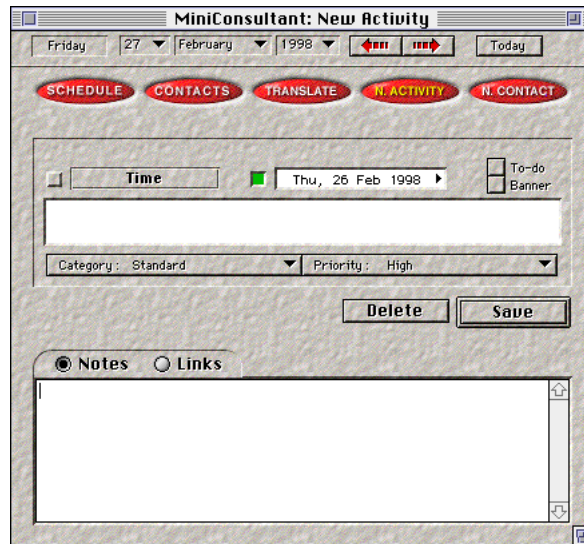 MiniConsultant: New Activity
Friday 27 February 1998 Today
SCHEDULE CONTACTS TRANSLATE N. ACTIVITY N. CONTACT
Time Thu, 26 Feb 1998 To-do
Banner
Category : Standard Priority : High
Delete Save
Notes Links